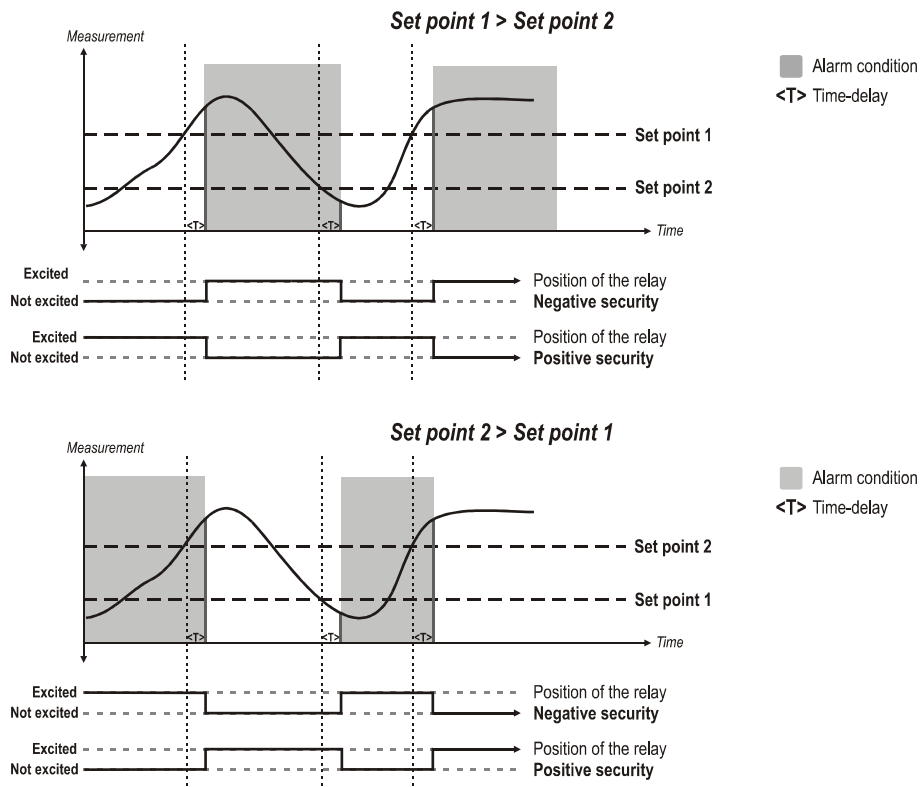 Set point 1 > Set point 2
Measurement
Alarm condition
<T> Time-delay
Set point 1
Set point 2
<T>
<T>
<T>
Time
Excited
Position of the relay
Not excited
Negative security
Excited
Position of the relay
Not excited
Positive security
Set point 2 > Set point 1
Measurement
Alarm condition
<T> Time-delay
Set point 2
Set point 1
<T>
<T>
<T>
Time
Excited
Position of the relay
Not excited
Negative security
Excited
Position of the relay
Not excited
Positive security